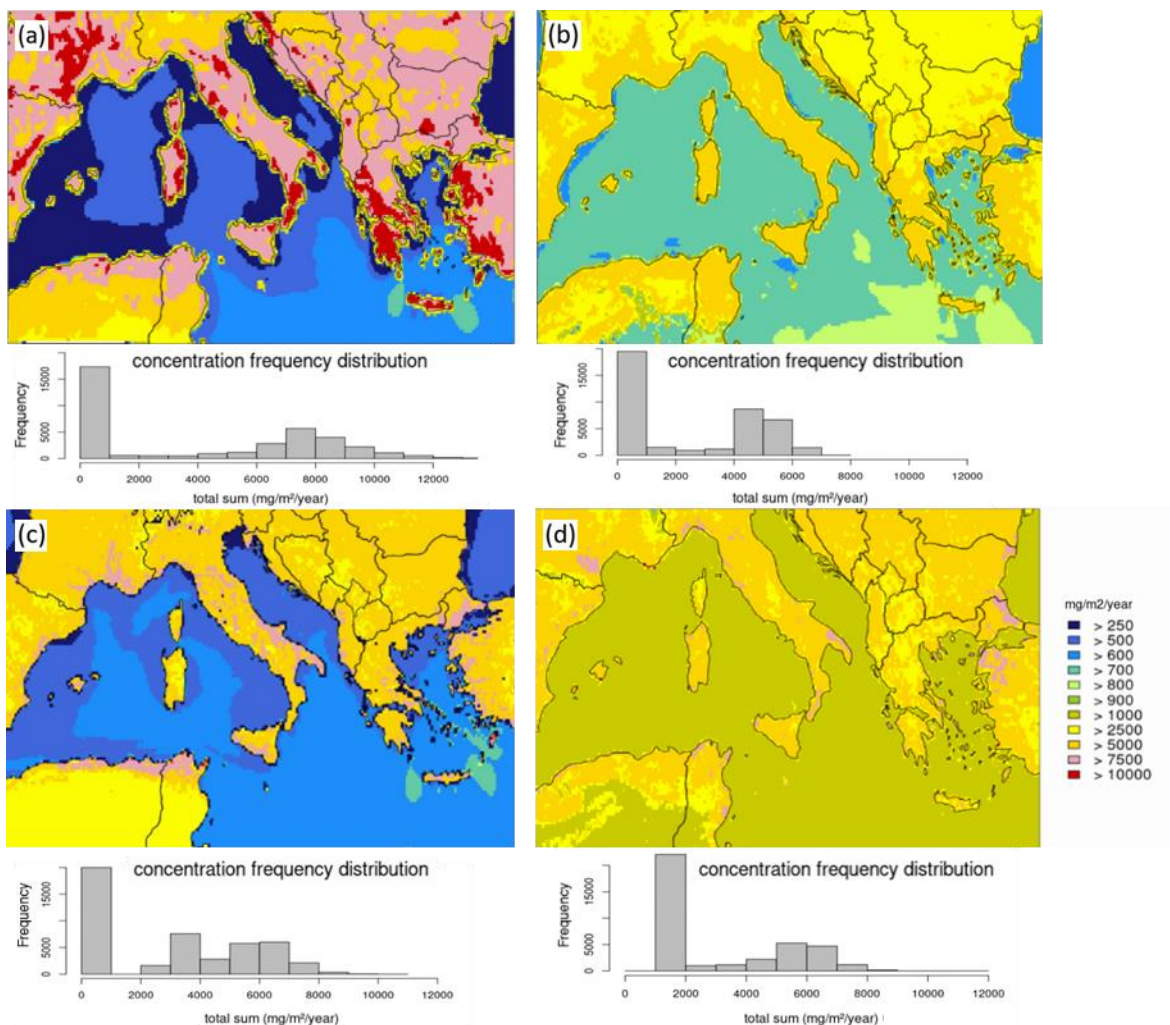 (a)
(b)
concentration frequency distribution
Frequency
0 5000 15000
0 2000 4000 6000 8000 10000 12000
total sum (mg/m²/year)
concentration frequency distribution
Frequency
0 5000 15000
0 2000 4000 6000 8000 10000 12000
total sum (mg/m²/year)
(c)
(d)
mg/m2/year
> 250
> 500
> 600
> 700
> 800
> 900
> 1000
> 2500
> 5000
> 7500
> 10000
concentration frequency distribution
Frequency
0 5000 15000
0 2000 4000 6000 8000 10000 12000
total sum (mg/m²/year)
concentration frequency distribution
Frequency
0 5000 15000
0 2000 4000 6000 8000 10000 12000
total sum (mg/m²/year)